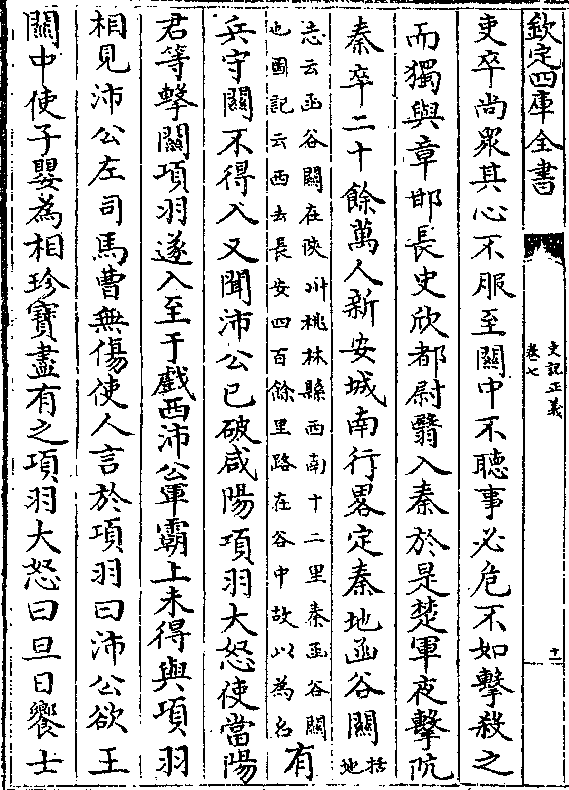 欽定四庫全書
史記正義
卷七
十一
吏卒尚衆其心不服至關中不聽事必危不如擊殺之
而獨與章邯長史欣都尉翳入秦於是楚軍夜擊阬
秦卒二十餘萬人新安城南行畧定秦地函谷關括地
志云函谷關在陜州桃林縣西南十二里秦函谷關
也圖記云西去長安四百餘里路在谷中故以為名
有
兵守關不得入又聞沛公已破咸陽項羽大怒使當陽
君等擊關項羽遂入至于戲西沛公軍霸上未得與項羽
相見沛公左司馬曹無傷使人言於項羽曰沛公欲王
關中使子嬰為相珍寶盡有之項羽大怒曰旦日饗士